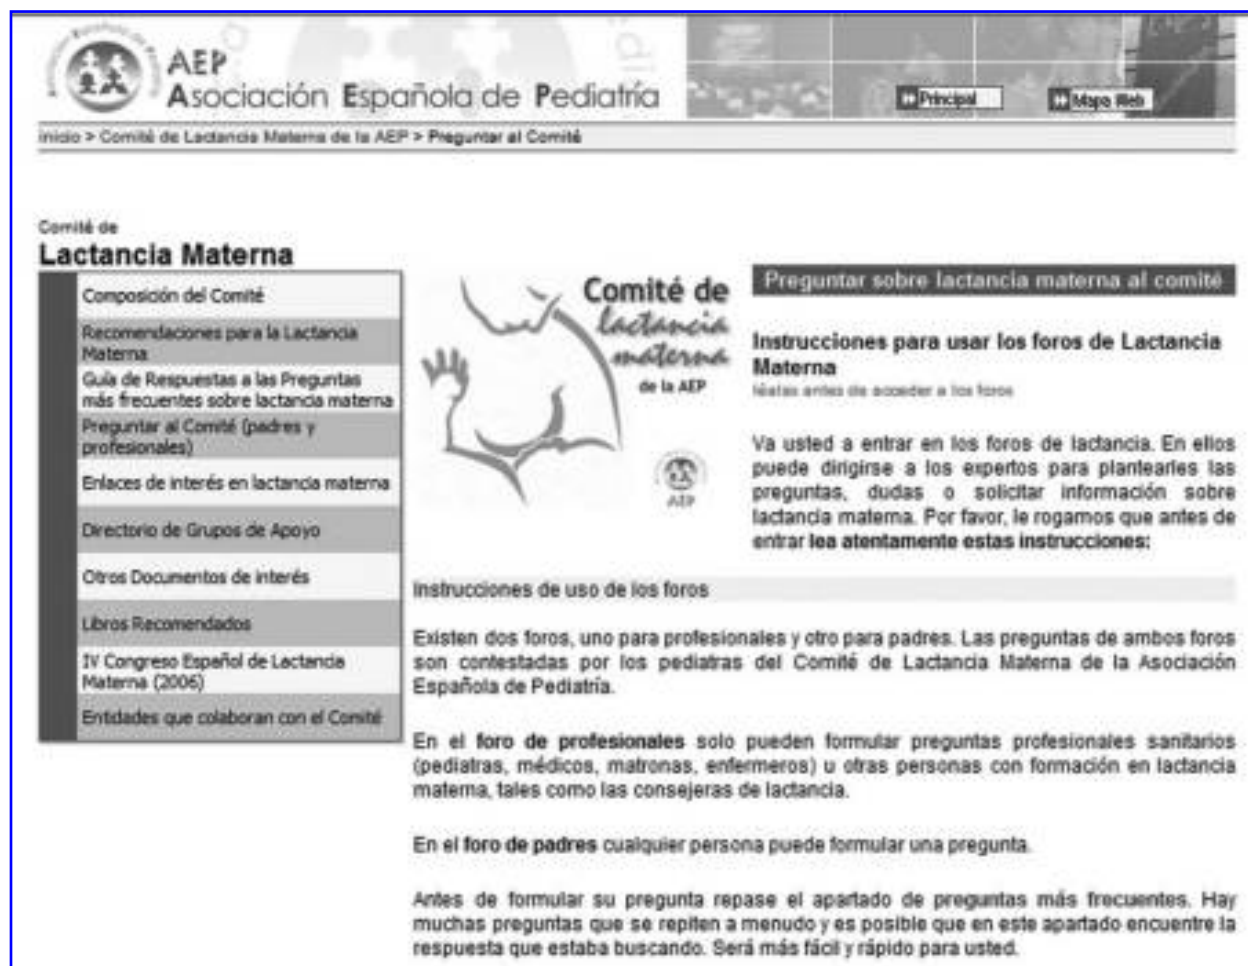 AEP
Asociación Española de Pediatría
Principal
Mapa Web
inicio > Comité de Lactancia Materna de la AEP > Preguntar al Comité
Comité de
Lactancia Materna
Composición del Comité
Recomendaciones para la Lactancia
Materna
Guía de Respuestas a las Preguntas
más frecuentes sobre lactancia materna
Preguntar al Comité (padres y
profesionales)
Enlaces de interés en lactancia materna
Directorio de Grupos de Apoyo
Otros Documentos de interés
Libros Recomendados
IV Congreso Español de Lactancia
Materna (2006)
Entidades que colaboran con el Comité
Comité de
lactancia
materna
de la AEP
AEP
Preguntar sobre lactancia materna al comité
Instrucciones para usar los foros de Lactancia
Materna
léalas antes de acceder a los foros
Va usted a entrar en los foros de lactancia. En ellos
puede dirigirse a los expertos para plantearles las
preguntas, dudas o solicitar información sobre
lactancia materna. Por favor, le rogamos que antes de
entrar lea atentamente estas instrucciones:
Instrucciones de uso de los foros
Existen dos foros, uno para profesionales y otro para padres. Las preguntas de ambos foros
son contestadas por los pediatras del Comité de Lactancia Materna de la Asociación
Española de Pediatría.
En el foro de profesionales solo pueden formular preguntas profesionales sanitarios
(pediatras, médicos, matronas, enfermeros) u otras personas con formación en lactancia
materna, tales como las consejeras de lactancia.
En el foro de padres cualquier persona puede formular una pregunta.
Antes de formular su pregunta repase el apartado de preguntas más frecuentes. Hay
muchas preguntas que se repiten a menudo y es posible que en este apartado encuentre la
respuesta que estaba buscando. Será más fácil y rápido para usted.